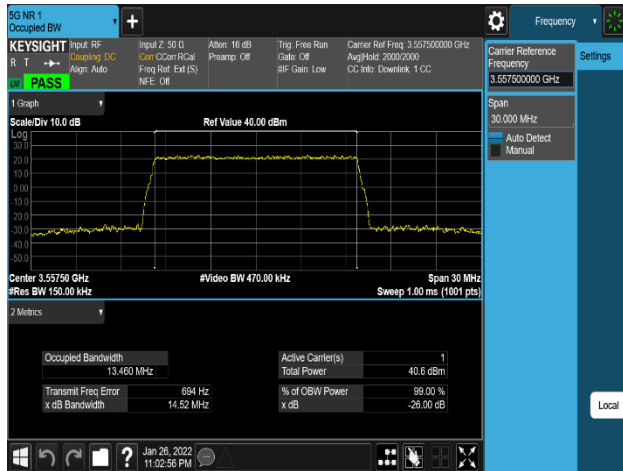 5G NR 1
Occupied BW
+
Frequency
KEYSIGHT
R T
PASS
Input: RF
Coupling: DC
Align: Auto
Input Z: 50 Ω
Corr CCorr RCal
Freq Ref: Ext (S)
NFE: Off
Atten: 16 dB
Preamp: Off
Trig: Free Run
Gate: Off
#IF Gain: Low
Carrier Ref Freq: 3.557500000 GHz
Avg|Hold: 2000/2000
CC Info: Downlink, 1 CC
Carrier Reference
Frequency
3.557500000 GHz
Span
30.000 MHz
Auto Detect
Manual
Settings
Local
1 Graph
Scale/Div 10.0 dB
Ref Value 40.00 dBm
Log
30.0
20.0
10.0
0.00
-10.0
-20.0
-30.0
-40.0
-50.0
Center 3.55750 GHz
#Video BW 470.00 kHz
Span 30 MHz
#Res BW 150.00 kHz
Sweep 1.00 ms (1001 pts)
2 Metrics
Occupied Bandwidth
13.460 MHz
Transmit Freq Error 694 Hz
x dB Bandwidth 14.52 MHz
Active Carrier(s) 1
Total Power 40.6 dBm
% of OBW Power 99.00 %
x dB -26.00 dB
?
Jan 26, 2022
11:02:56 PM